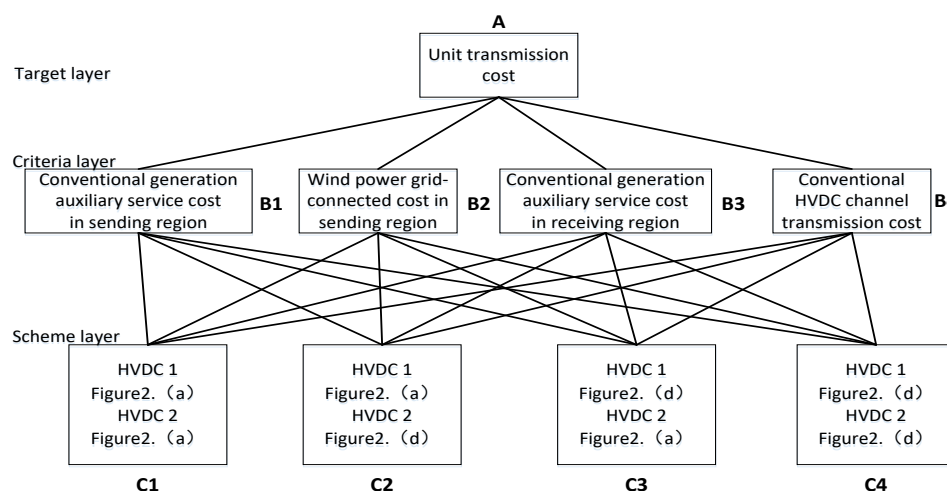 A
Unit transmission
cost
Target layer
Criteria layer
Conventional generation
auxiliary service cost
in sending region
B1
Wind power grid-
connected cost in
sending region
B2
Conventional generation
auxiliary service cost
in receiving region
B3
Conventional
HVDC channel
transmission cost
B
Scheme layer
HVDC 1
Figure2.（a）
HVDC 2
Figure2.（a）
C1
HVDC 1
Figure2.（a）
HVDC 2
Figure2.（d）
C2
HVDC 1
Figure2.（d）
HVDC 2
Figure2.（a）
C3
HVDC 1
Figure2.（d）
HVDC 2
Figure2.（d）
C4